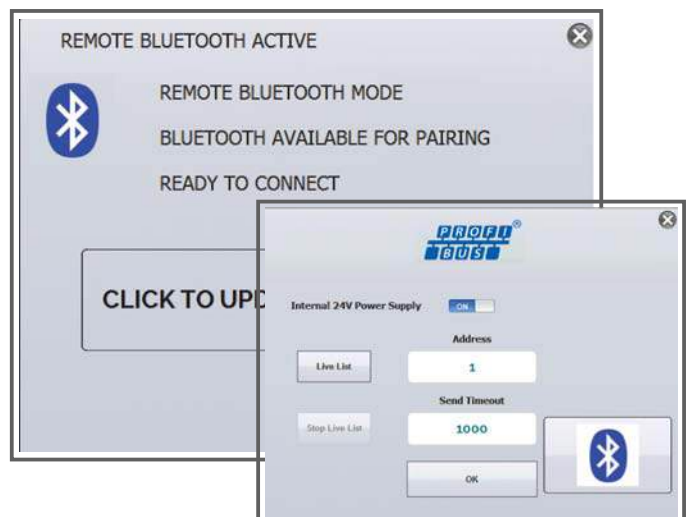 REMOTE BLUETOOTH ACTIVE
REMOTE BLUETOOTH MODE
BLUETOOTH AVAILABLE FOR PAIRING
READY TO CONNECT
CLICK TO UPD
PROFI®
BUS
Internal 24V Power Supply
ON
Address
Live List
1
Send Timeout
Stop Live List
1000
OK